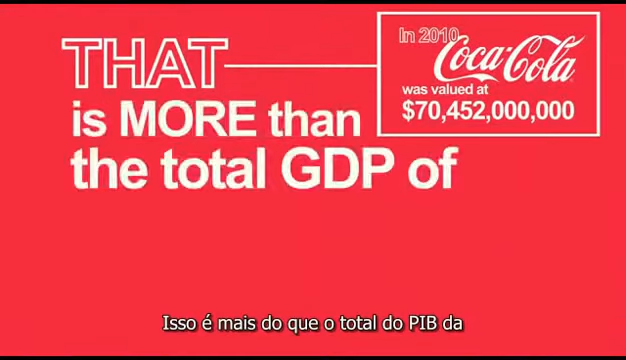 THAT
is MORE than
the total GDP of
In 2010
Coca-Cola
was valued at
$70,452,000,000
Isso é mais do que o total do PIB da